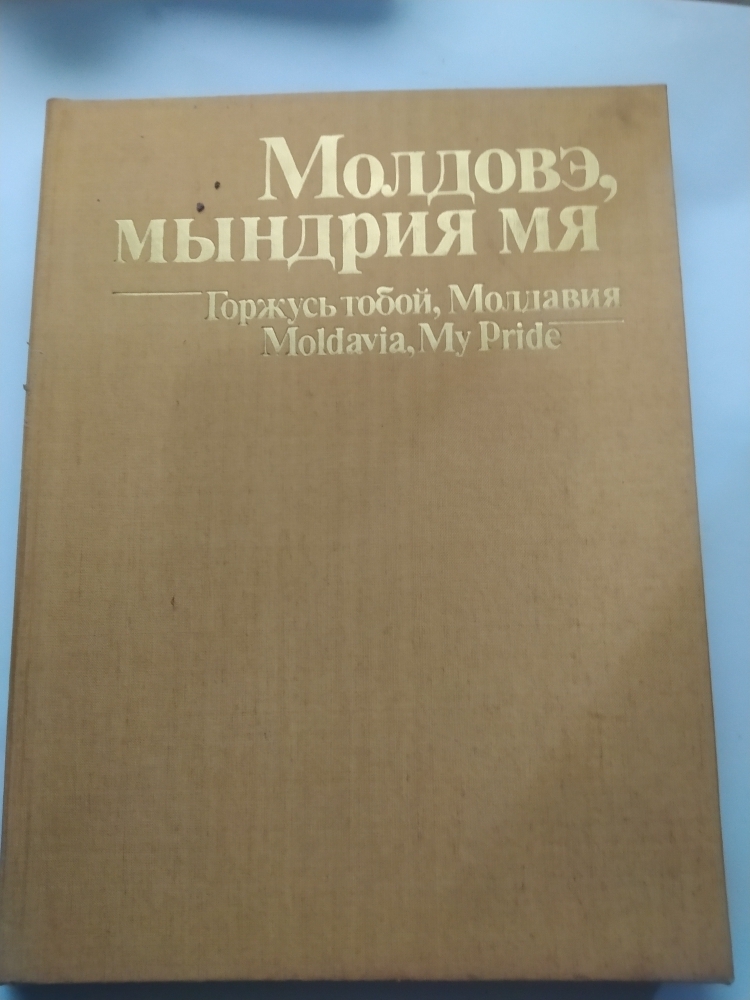 Молдовэ,
мындрия мя
Горжусь тобой, Молдавия
Moldavia, My Pride